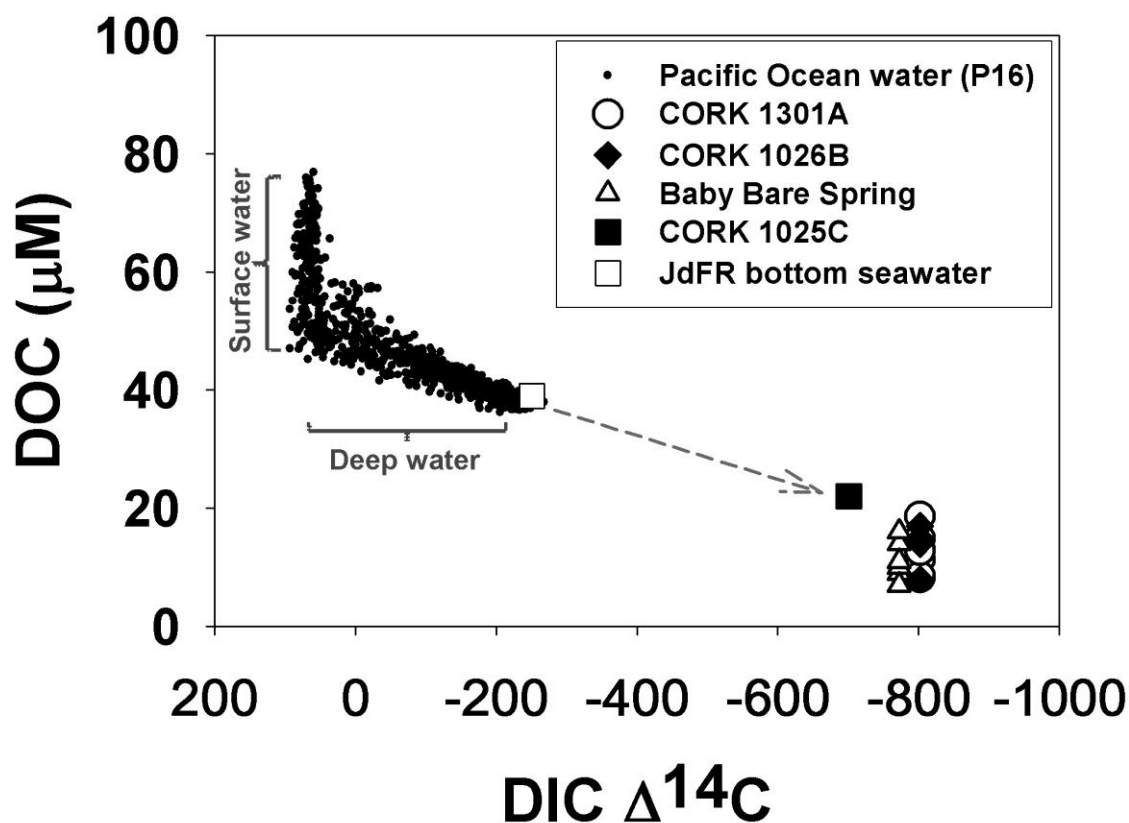 100
80
60
40
20
0
DOC (μM)
Pacific Ocean water (P16)
CORK 1301A
CORK 1026B
Baby Bare Spring
CORK 1025C
JdFR bottom seawater
Surface water
Deep water
200 0 -200 -400 -600 -800 -1000
DIC Δ14C